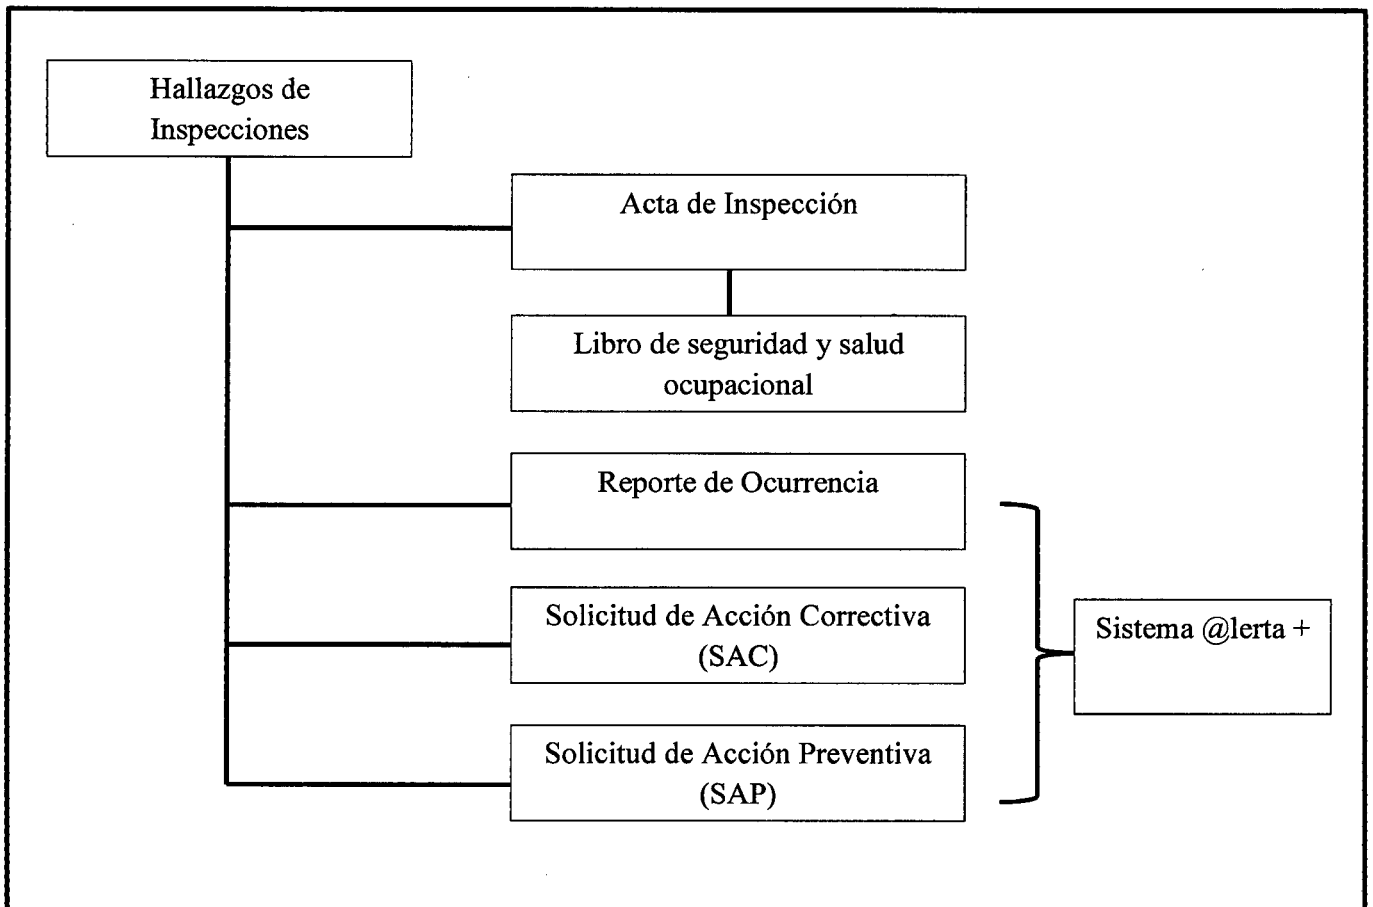 Hallazgos de
Inspecciones
Acta de Inspección
Libro de seguridad y salud
ocupacional
Reporte de Ocurrencia
Solicitud de Acción Correctiva
(SAC)
Sistema @lerta +
Solicitud de Acción Preventiva
(SAP)